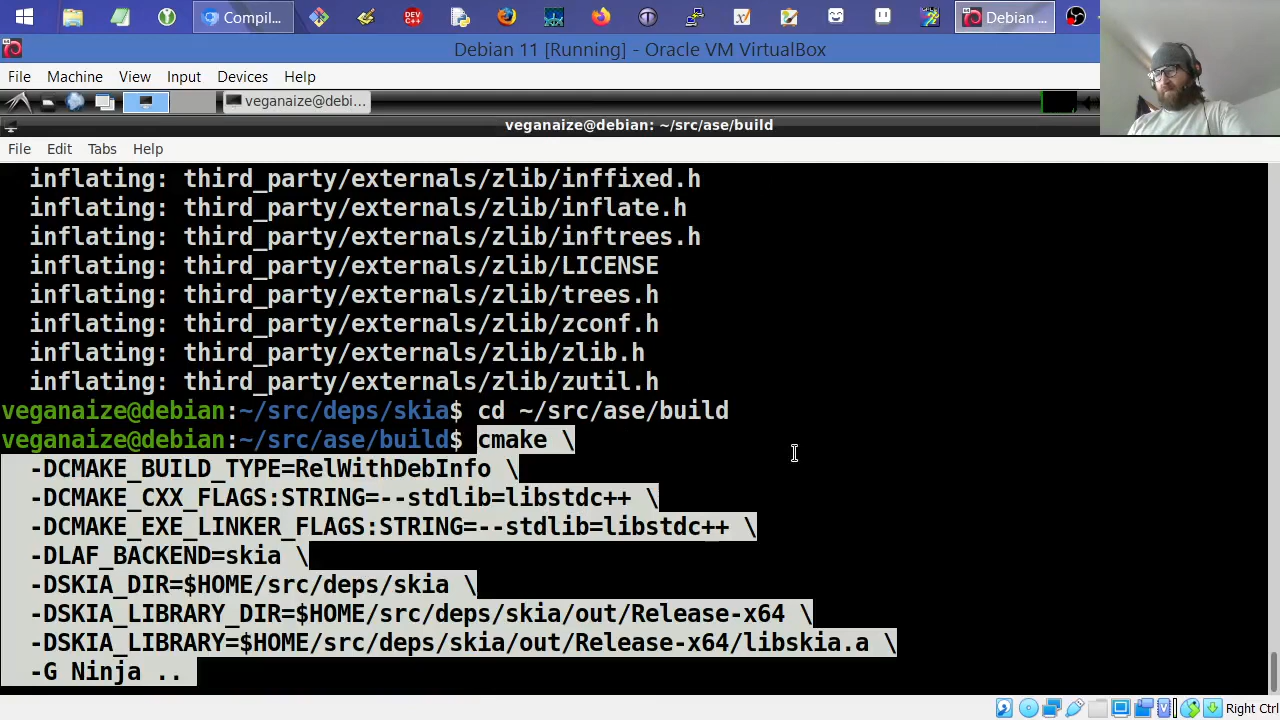 Compil...
Debian ...
Debian 11 [Running] - Oracle VM VirtualBox
File Machine View Input Devices Help
veganaize@debi...
veganaize@debian: ~/src/ase/build
File Edit Tabs Help
inflating: third_party/externals/zlib/inffixed.h
inflating: third_party/externals/zlib/inflate.h
inflating: third_party/externals/zlib/inftrees.h
inflating: third_party/externals/zlib/LICENSE
inflating: third_party/externals/zlib/trees.h
inflating: third_party/externals/zlib/zconf.h
inflating: third_party/externals/zlib/zlib.h
inflating: third_party/externals/zlib/zutil.h
veganaize@debian:~/src/deps/skia$ cd ~/src/ase/build
veganaize@debian:~/src/ase/build$ cmake \
-DCMAKE_BUILD_TYPE=RelWithDebInfo \
-DCMAKE_CXX_FLAGS:STRING=--stdlib=libstdc++ \
-DCMAKE_EXE_LINKER_FLAGS:STRING=--stdlib=libstdc++ \
-DLAF_BACKEND=skia \
-DSKIA_DIR=$HOME/src/deps/skia \
-DSKIA_LIBRARY_DIR=$HOME/src/deps/skia/out/Release-x64 \
-DSKIA_LIBRARY=$HOME/src/deps/skia/out/Release-x64/libskia.a \
-G Ninja ..
Right Ctrl